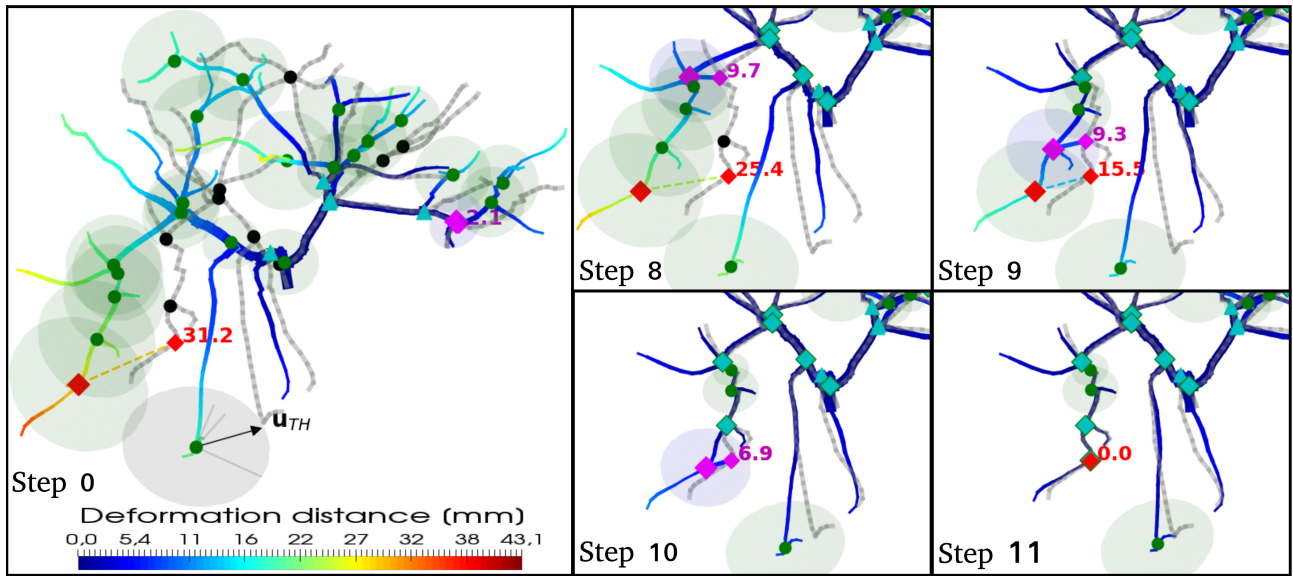 2.1
31.2
uTH
Step 0
Deformation distance (mm)
0,0 5,4 11 16 22 27 32 38 43,1
9.7
25.4
Step 8
9.3
15.5
Step 9
6.9
Step 10
0.0
Step 11